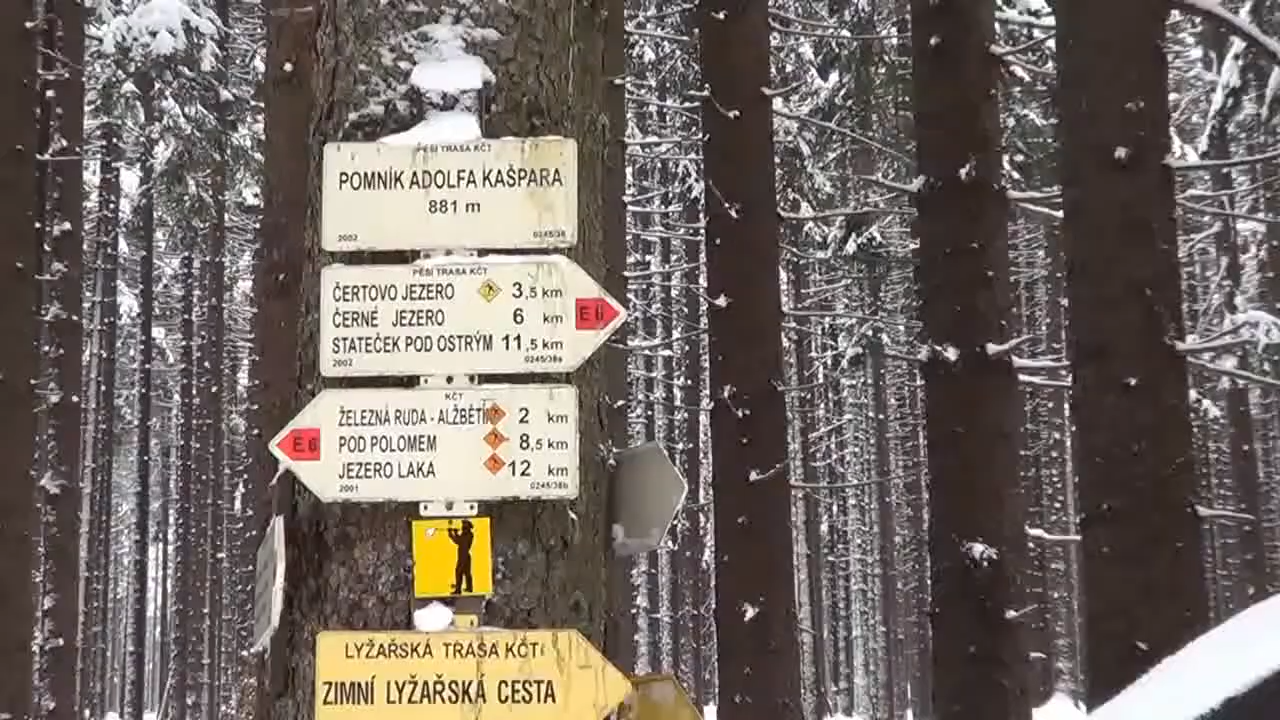 PĚŠÍ TRASA KČT
POMNÍK ADOLFA KAŠPARA
881 m
2002 0245/38
PĚŠÍ TRASA KČT
ČERTOVO JEZERO 3,5 km
ČERNÉ JEZERO 6 km E 6
STATEČEK POD OSTRÝM 11,5 km
2002 0245/38a
KČT
ŽELEZNÁ RUDA - ALŽBĚTÍN 2 km
E 6 POD POLOMEM 8,5 km
JEZERO LAKA 12 km
2001 0245/38b
LYŽAŘSKÁ TRASA KČT
ZIMNÍ LYŽAŘSKÁ CESTA